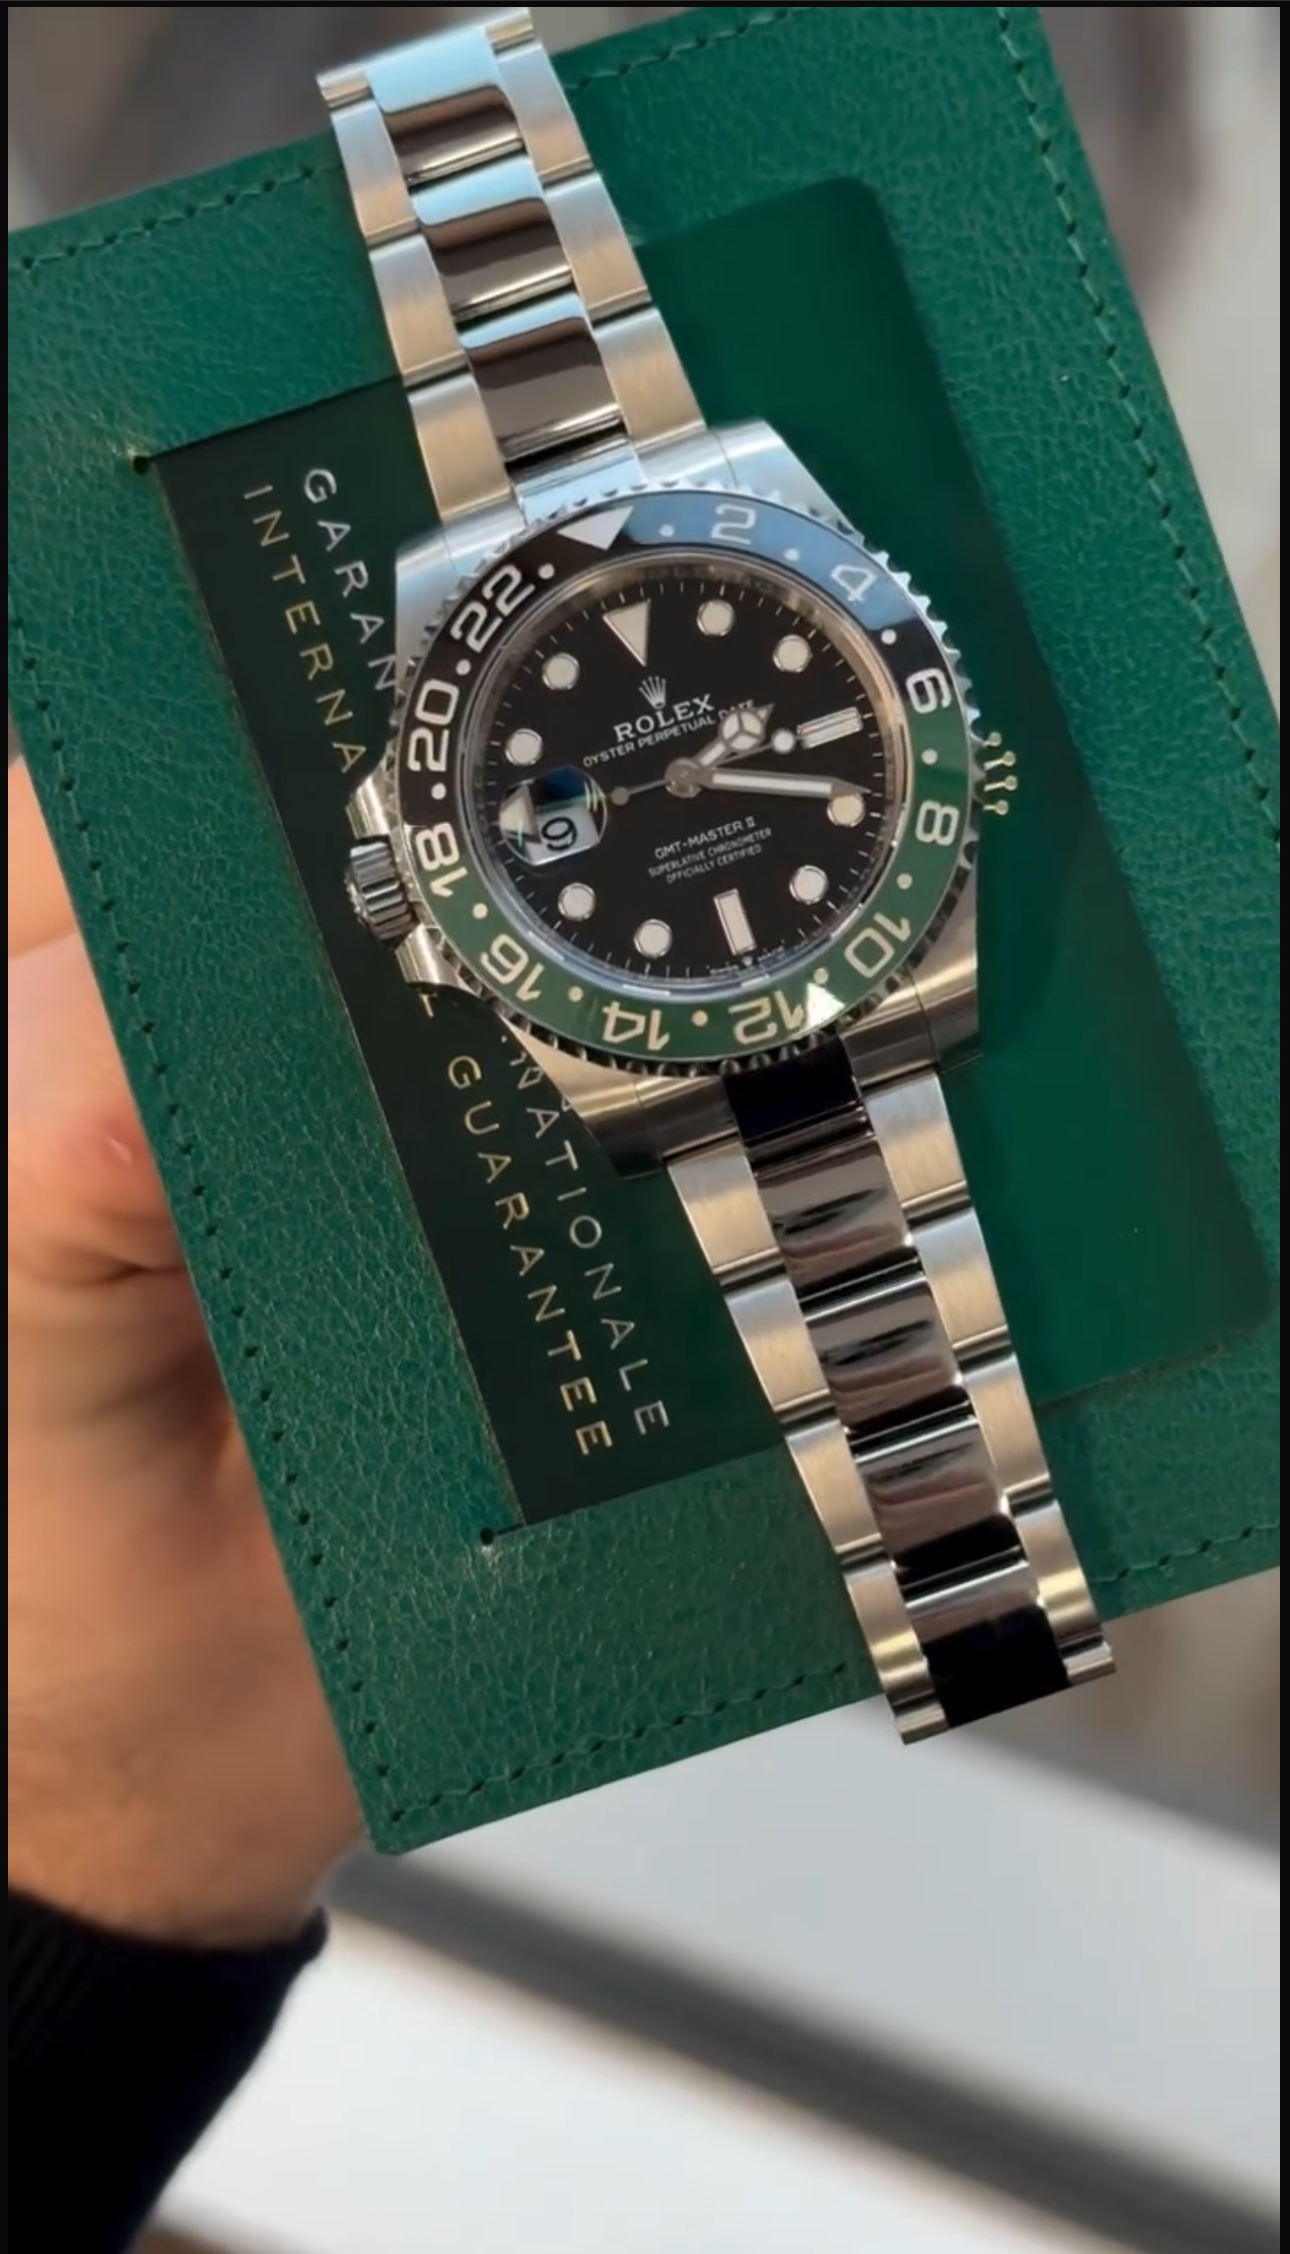 22 2 4 6 8 10 12 14 16 18 20
ROLEX
OYSTER PERPETUAL DATE
9
GMT-MASTER II
SUPERLATIVE CHRONOMETER
OFFICIALLY CERTIFIED
GARAN
NATIONALE
INTERNA
L GUARANTEE